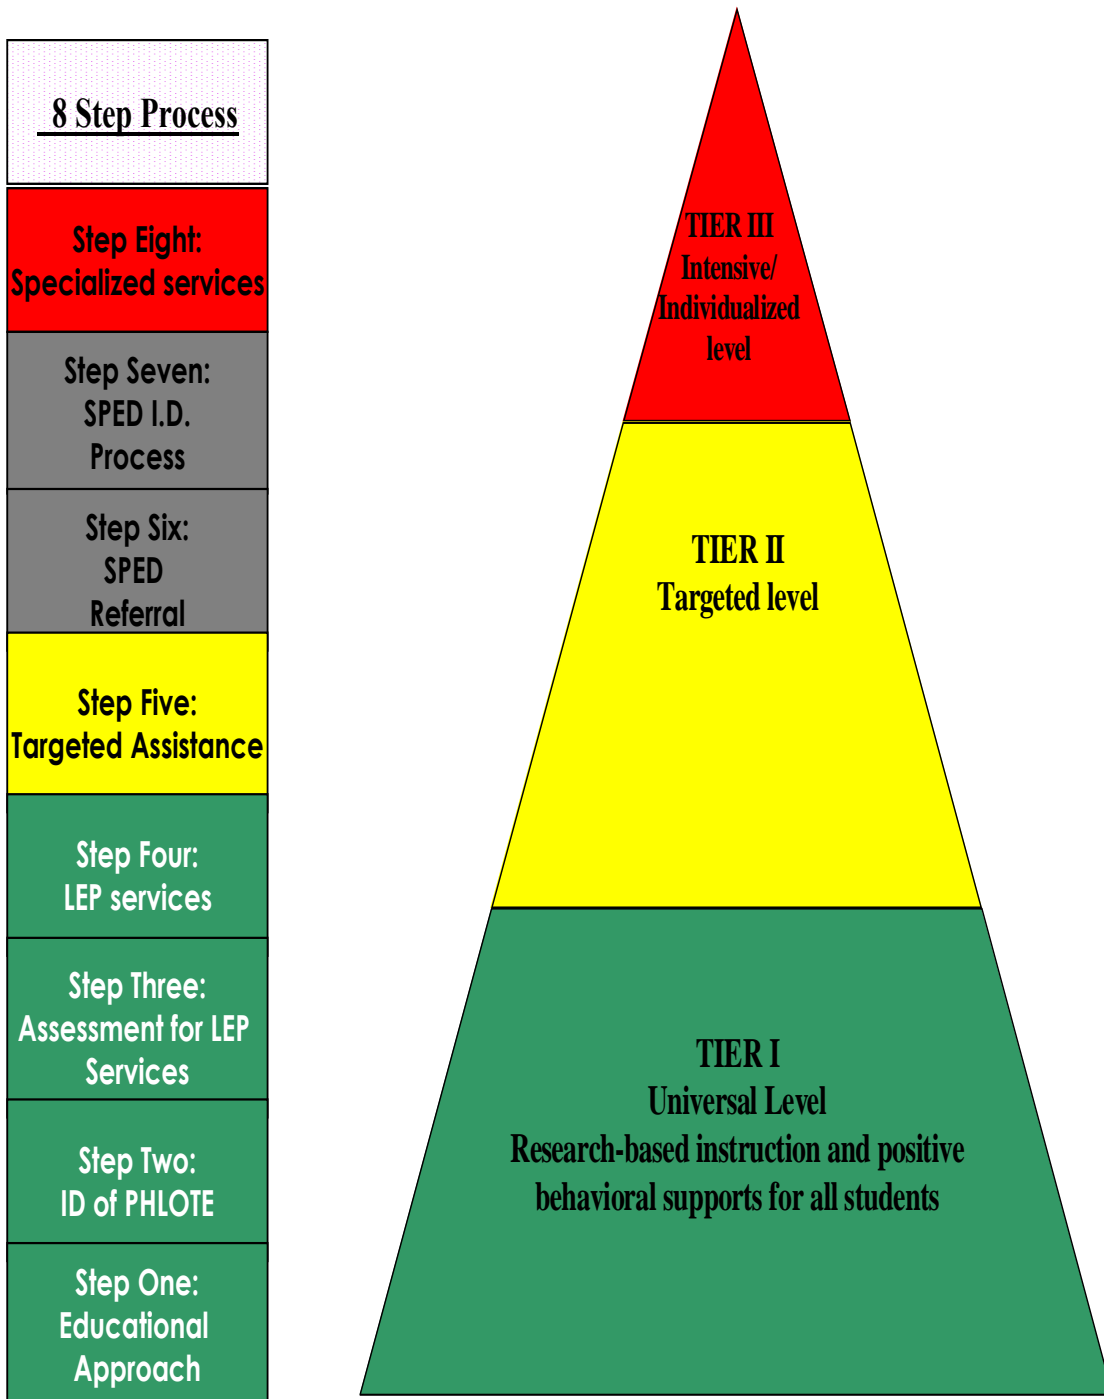 8 Step Process
Step Eight:
Specialized services
Step Seven:
SPED I.D.
Process
Step Six:
SPED
Referral
Step Five:
Targeted Assistance
Step Four:
LEP services
Step Three:
Assessment for LEP
Services
Step Two:
ID of PHLOTE
Step One:
Educational
Approach
TIER III
Intensive/
Individualized
level
TIER II
Targeted level
TIER I
Universal Level
Research-based instruction and positive
behavioral supports for all students